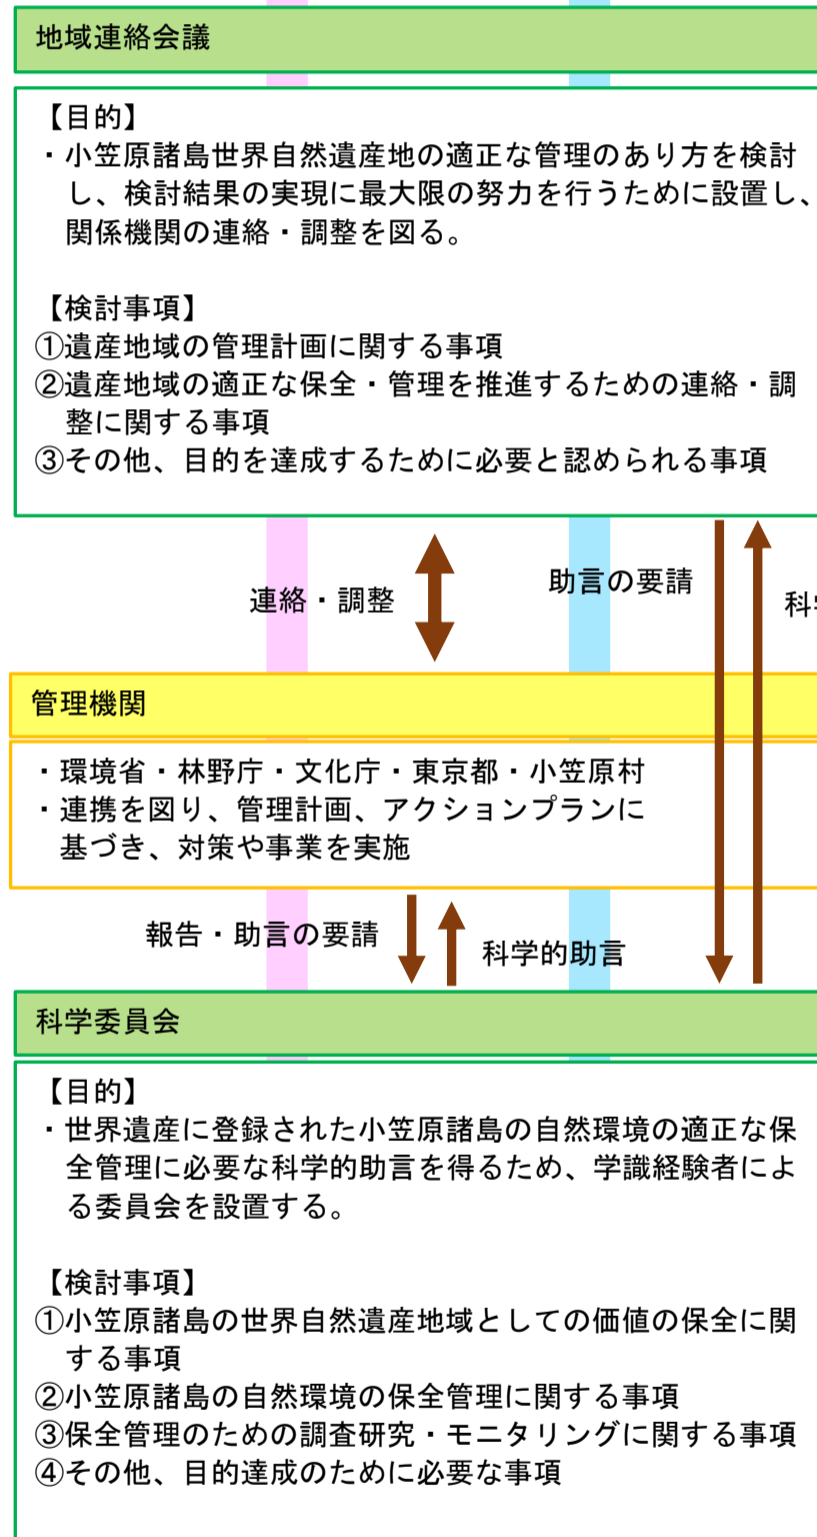 地域連絡会議
【目的】
・小笠原諸島世界自然遺産地の適正な管理のあり方を検討
し、検討結果の実現に最大限の努力を行うために設置し、
関係機関の連絡・調整を図る。
【検討事項】
①遺産地域の管理計画に関する事項
②遺産地域の適正な保全・管理を推進するための連絡・調
整に関する事項
③その他、目的を達成するために必要と認められる事項
連絡・調整
助言の要請
科
管理機関
・環境省・林野庁・文化庁・東京都・小笠原村
・連携を図り、管理計画、アクションプランに
基づき、対策や事業を実施
報告・助言の要請
科学的助言
科学委員会
【目的】
・世界遺産に登録された小笠原諸島の自然環境の適正な保
全管理に必要な科学的助言を得るため、学識経験者によ
る委員会を設置する。
【検討事項】
①小笠原諸島の世界自然遺産地域としての価値の保全に関
する事項
②小笠原諸島の自然環境の保全管理に関する事項
③保全管理のための調査研究・モニタリングに関する事項
④その他、目的達成のために必要な事項